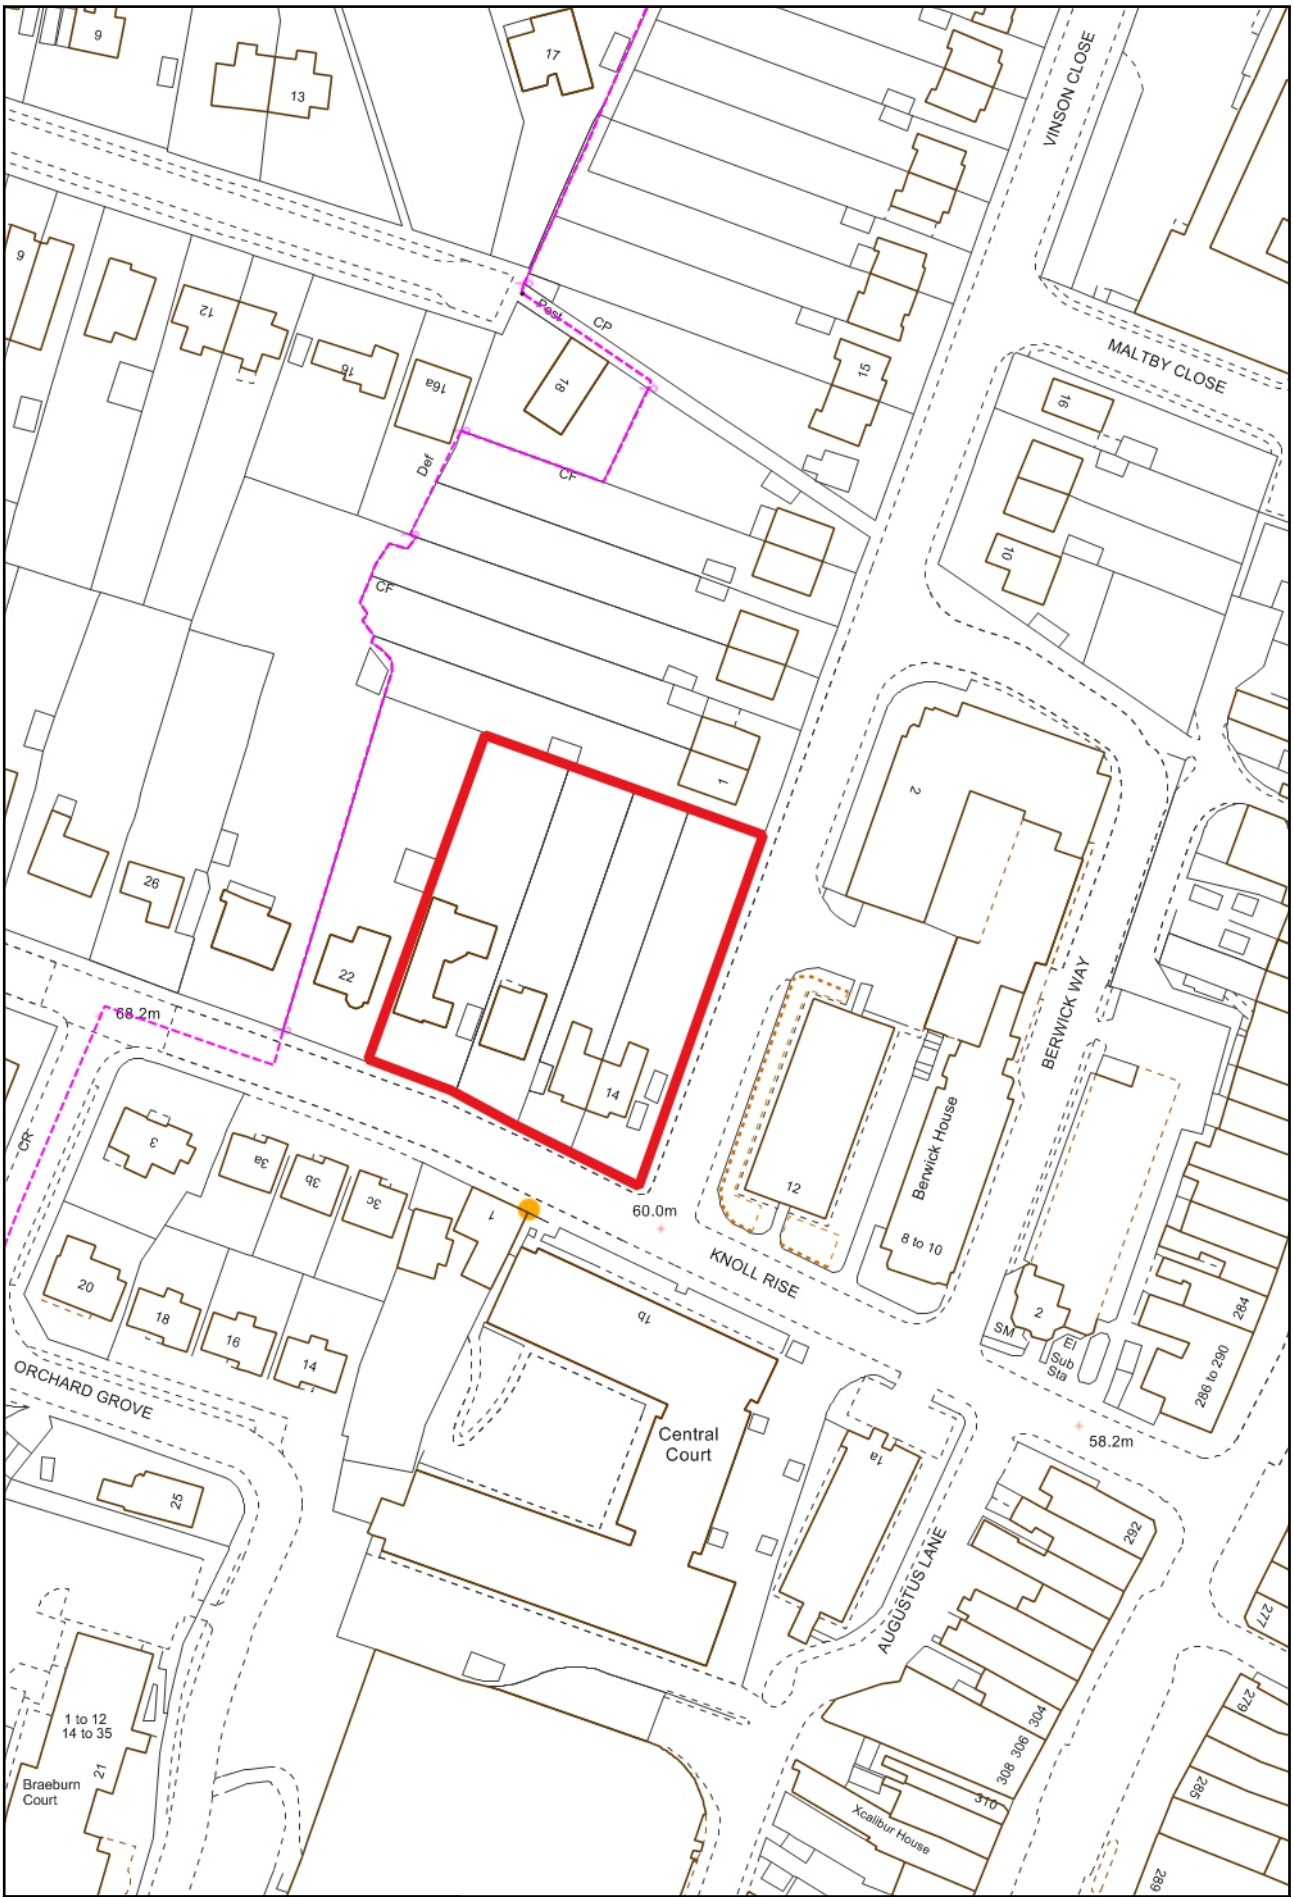 9
13
17
VINSON CLOSE
9
12
16
16a
Post
CP
18
15
MALTBY CLOSE
16
Def
CF
10
CF
1
2
26
22
68.2m
14
BERWICK WAY
Berwick House
12
8 to 10
CR
3
3a
3b
3c
1
60.0m
KNOLL RISE
20
18
16
14
1b
2
SM
El
Sub
Sta
284
286 to 290
ORCHARD GROVE
Central
Court
1a
58.2m
25
AUGUSTUS LANE
292
277
1 to 12
14 to 35
21
Braeburn
Court
304
306
308
310
Xcalibur House
279
285
289